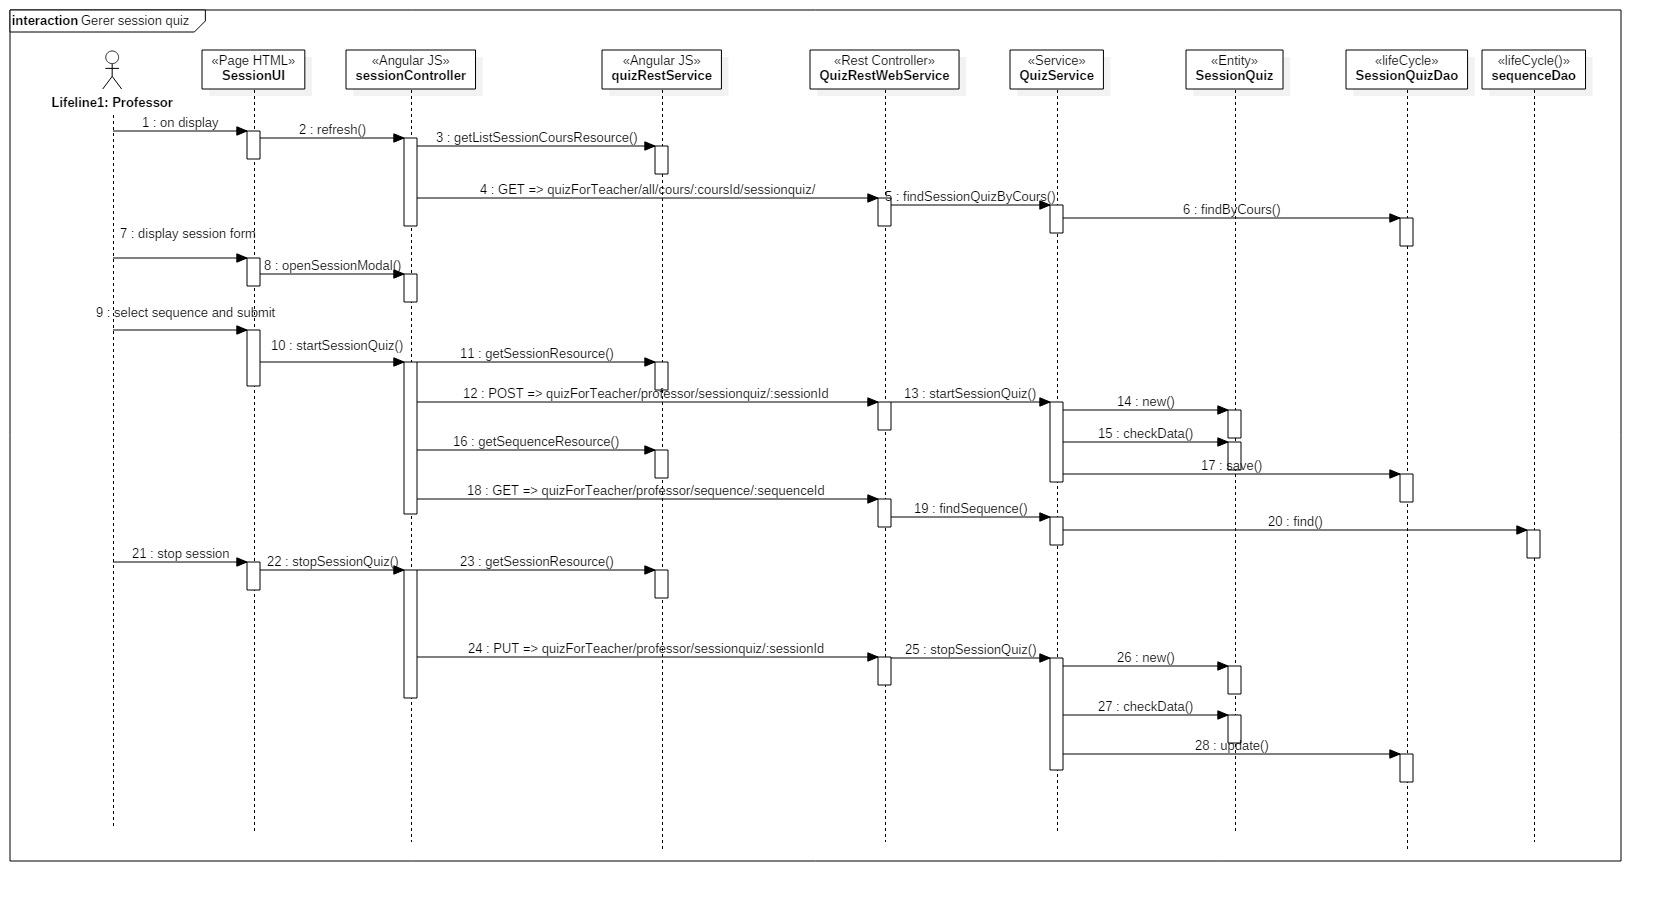 interaction Gerer session quiz
«Page HTML»
SessionUI
«Angular JS»
sessionController
«Angular JS»
quizRestService
«Rest Controller»
QuizRestWebService
«Service»
QuizService
«Entity»
SessionQuiz
«lifeCycle»
SessionQuizDao
«lifeCycle()»
sequenceDao
Lifeline1: Professor
1 : on display
2 : refresh()
3 : getListSessionCoursResource()
4 : GET => quizForTeacher/all/cours/:coursId/sessionquiz/
5 : findSessionQuizByCours()
6 : findByCours()
7 : display session form
8 : openSessionModal()
9 : select sequence and submit
10 : startSessionQuiz()
11 : getSessionResource()
12 : POST => quizForTeacher/professor/sessionquiz/:sessionId
13 : startSessionQuiz()
14 : new()
15 : checkData()
16 : getSequenceResource()
17 : save()
18 : GET => quizForTeacher/professor/sequence/:sequenceId
19 : findSequence()
20 : find()
21 : stop session
22 : stopSessionQuiz()
23 : getSessionResource()
24 : PUT => quizForTeacher/professor/sessionquiz/:sessionId
25 : stopSessionQuiz()
26 : new()
27 : checkData()
28 : update()